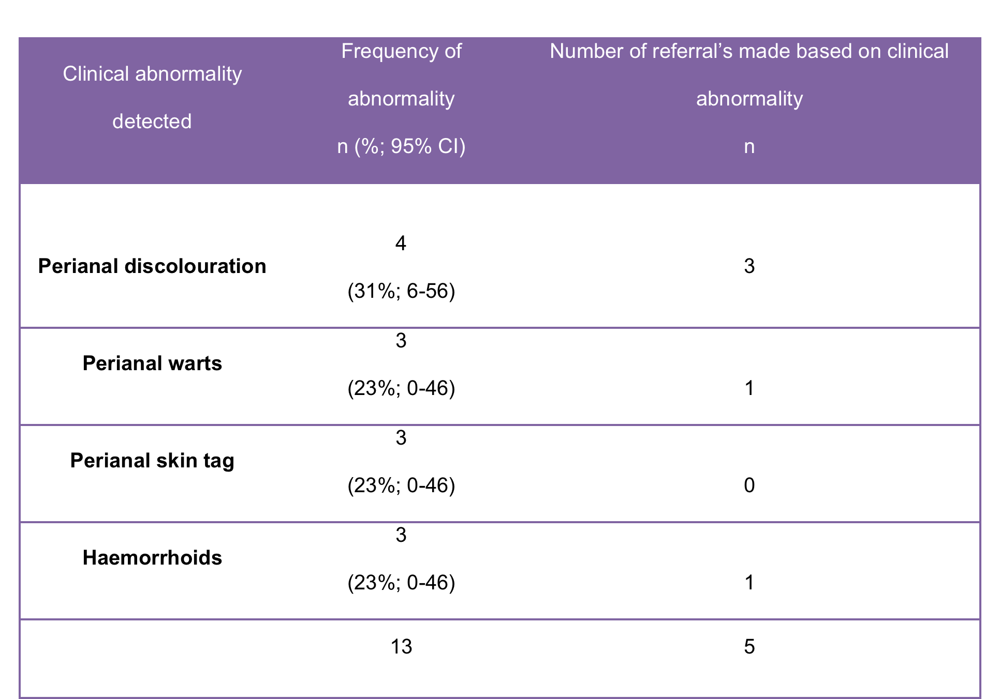 Clinical abnormality
detected
Frequency of
abnormality
n (%; 95% CI)
Number of referral’s made based on clinical
abnormality
n
Perianal discolouration
4
(31%; 6-56)
3
Perianal warts
3
(23%; 0-46)
1
Perianal skin tag
3
(23%; 0-46)
0
Haemorrhoids
3
(23%; 0-46)
1
13
5